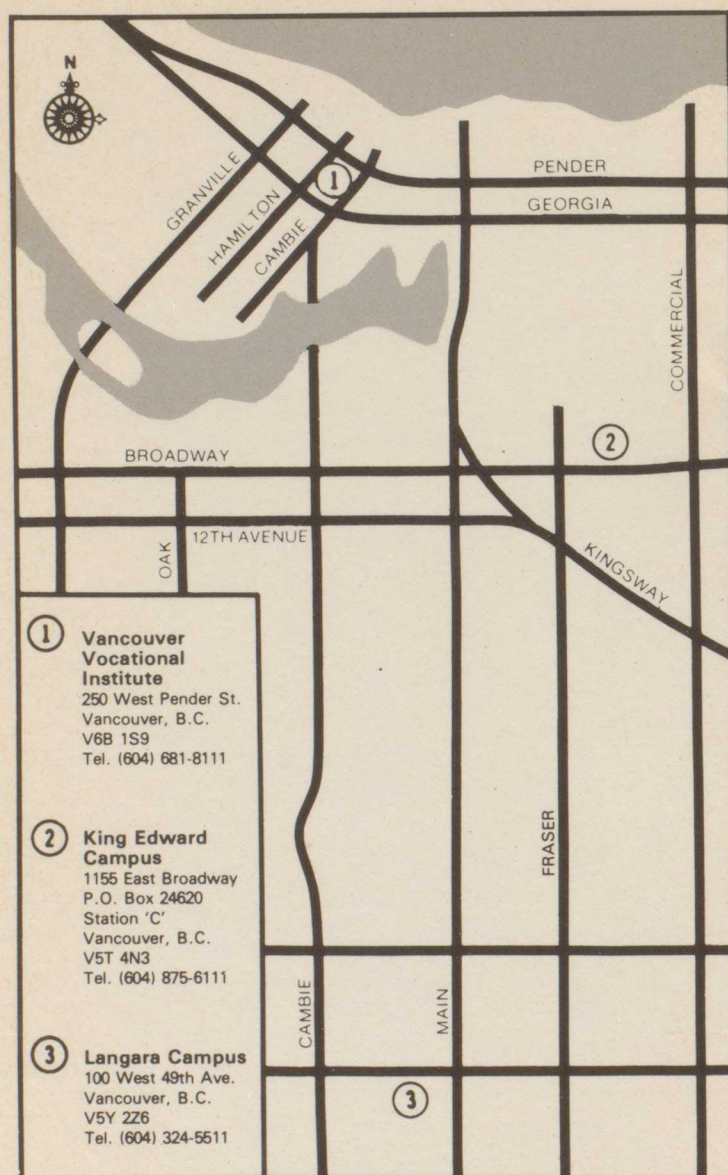 N
PENDER
GEORGIA
GRANVILLE
HAMILTON
CAMBIE
1
COMMERCIAL
2
BROADWAY
12TH AVENUE
OAK
KINGSWAY
FRASER
CAMBIE
MAIN
3
1 Vancouver
Vocational
Institute
250 West Pender St.
Vancouver, B.C.
V6B 1S9
Tel. (604) 681-8111
2 King Edward
Campus
1155 East Broadway
P.O. Box 24620
Station 'C'
Vancouver, B.C.
V5T 4N3
Tel. (604) 875-6111
3 Langara Campus
100 West 49th Ave.
Vancouver, B.C.
V5Y 2Z6
Tel. (604) 324-5511